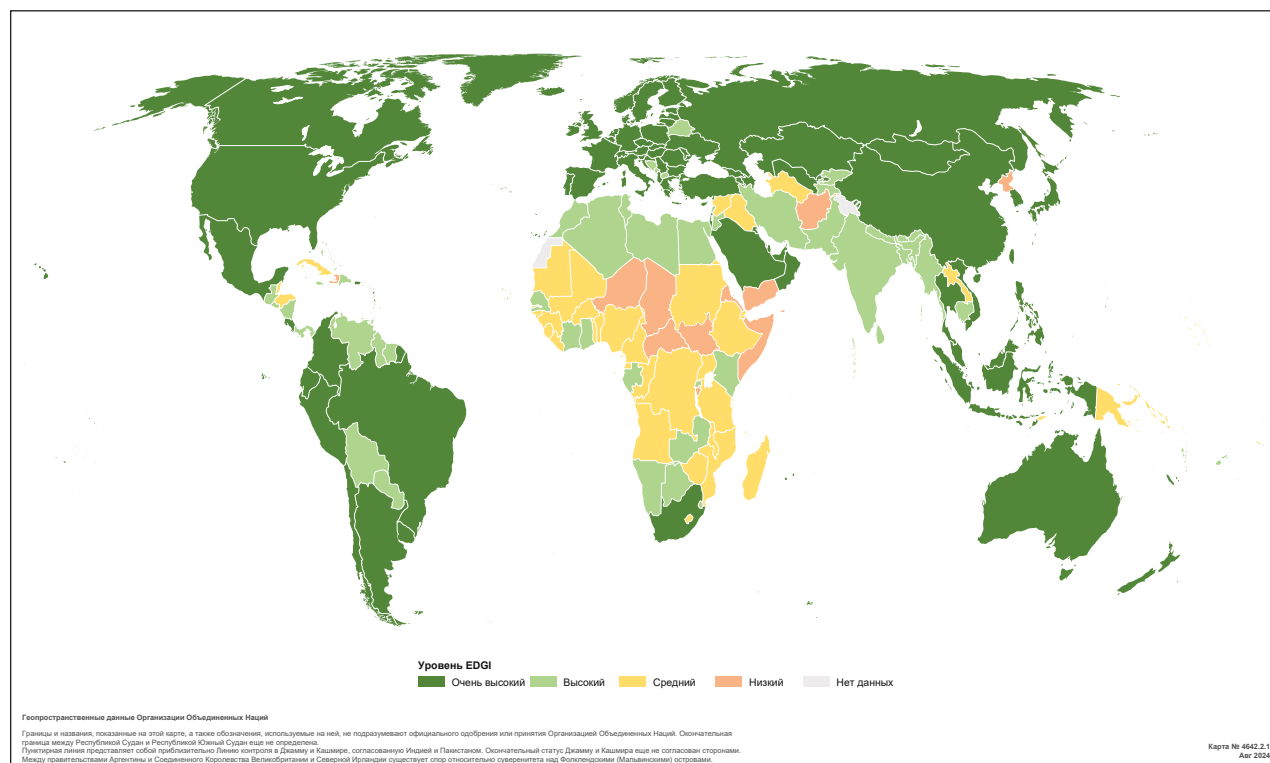 Уровень EDGI
Очень высокий
Высокий
Средний
Низкий
Нет данных
Геопространственные данные Организации Объединенных Наций
Границы и названия, показанные на этой карте, а также обозначения, используемые на ней, не подразумевают официального одобрения или принятия Организацией Объединенных Наций. Окончательная
граница между Республикой Судан и Республикой Южный Судан еще не определена.
Пунктирная линия представляет собой приблизительно Линию контроля в Джамму и Кашмире, согласованную Индией и Пакистаном. Окончательный статус Джамму и Кашмира еще не согласован сторонами.
Между правительствами Аргентины и Соединенного Королевства Великобритании и Северной Ирландии существует спор относительно суверенитета над Фолклендскими (Мальвинскими) островами.
Карта № 4642.2.1
Авг 2024